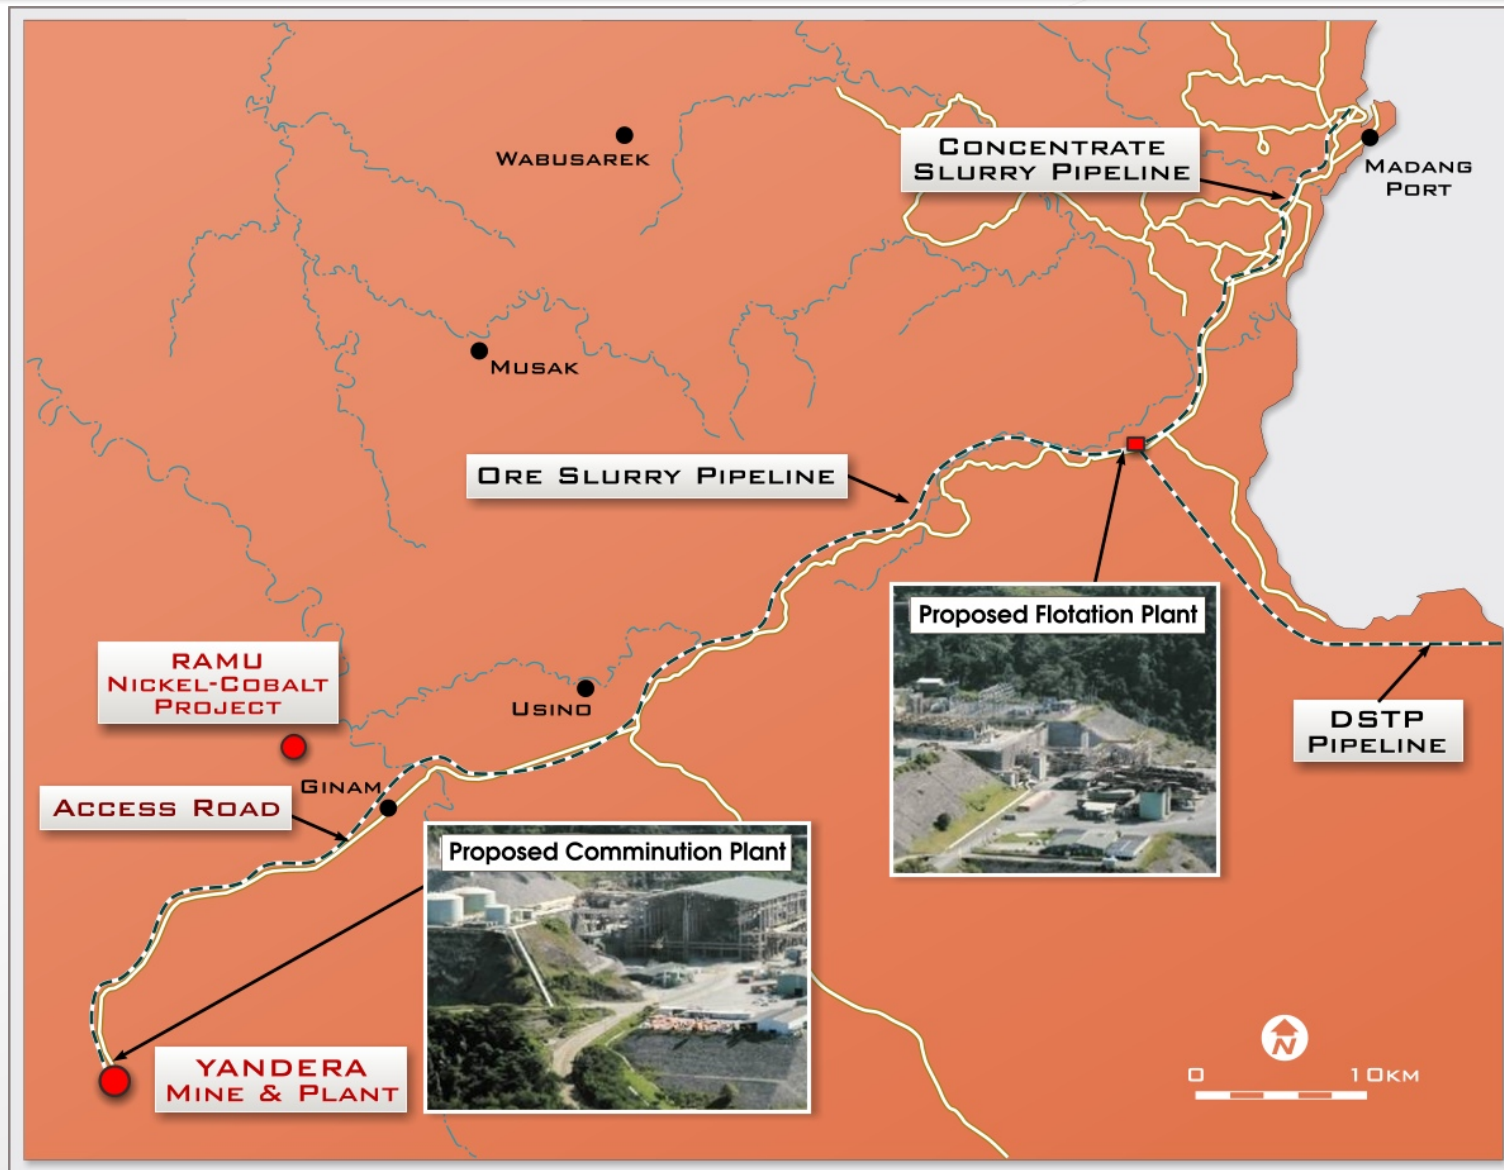 WABUSAREK
CONCENTRATE
SLURRY PIPELINE
MADANG
PORT
MUSAK
ORE SLURRY PIPELINE
Proposed Flotation Plant
RAMU
NICKEL-COBALT
PROJECT
USINO
DSTP
PIPELINE
GINAM
ACCESS ROAD
Proposed Comminution Plant
YANDERA
MINE & PLANT
N
0 10KM